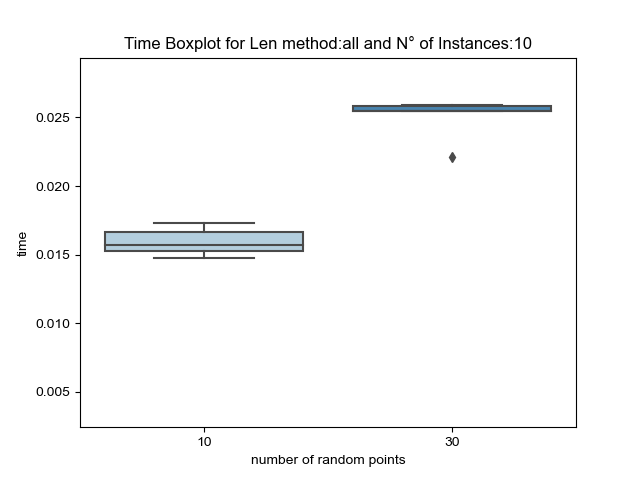 Time Boxplot for Len method:all and N° of Instances:10
0.025
0.020
0.015
0.010
0.005
time
10
30
number of random points